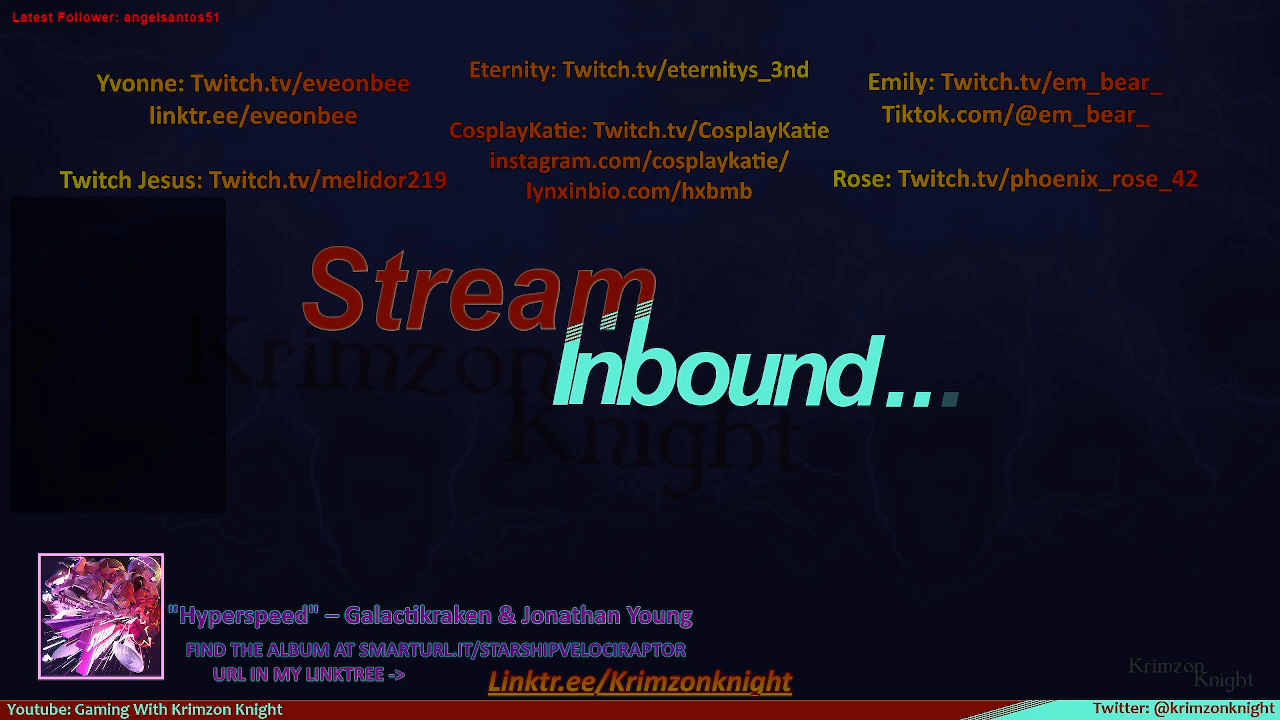 Latest Follower: angelsantos51
Yvonne: Twitch.tv/eveonbee
linktr.ee/eveonbee
Eternity: Twitch.tv/eternitys_3nd
Emily: Twitch.tv/em_bear_
Tiktok.com/@em_bear_
CosplayKatie: Twitch.tv/CosplayKatie
instagram.com/cosplaykatie/
lynxinbio.com/hxbmb
Twitch Jesus: Twitch.tv/melidor219
Rose: Twitch.tv/phoenix_rose_42
Stream
Inbound...
Krimzon
Knight
"Hyperspeed" – Galactikraken & Jonathan Young
FIND THE ALBUM AT SMARTURL.IT/STARSHIPVELOCIRAPTOR
URL IN MY LINKTREE ->
Linktr.ee/Krimzonknight
Krimzon
Knight
Youtube: Gaming With Krimzon Knight
Twitter: @krimzonknight